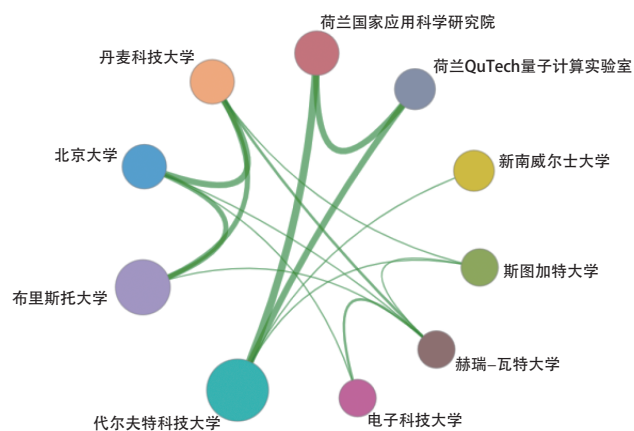 荷兰国家应用科学研究院
丹麦科技大学
荷兰QuTech量子计算实验室
北京大学
新南威尔士大学
斯图加特大学
布里斯托大学
赫瑞–瓦特大学
代尔夫特科技大学
电子科技大学